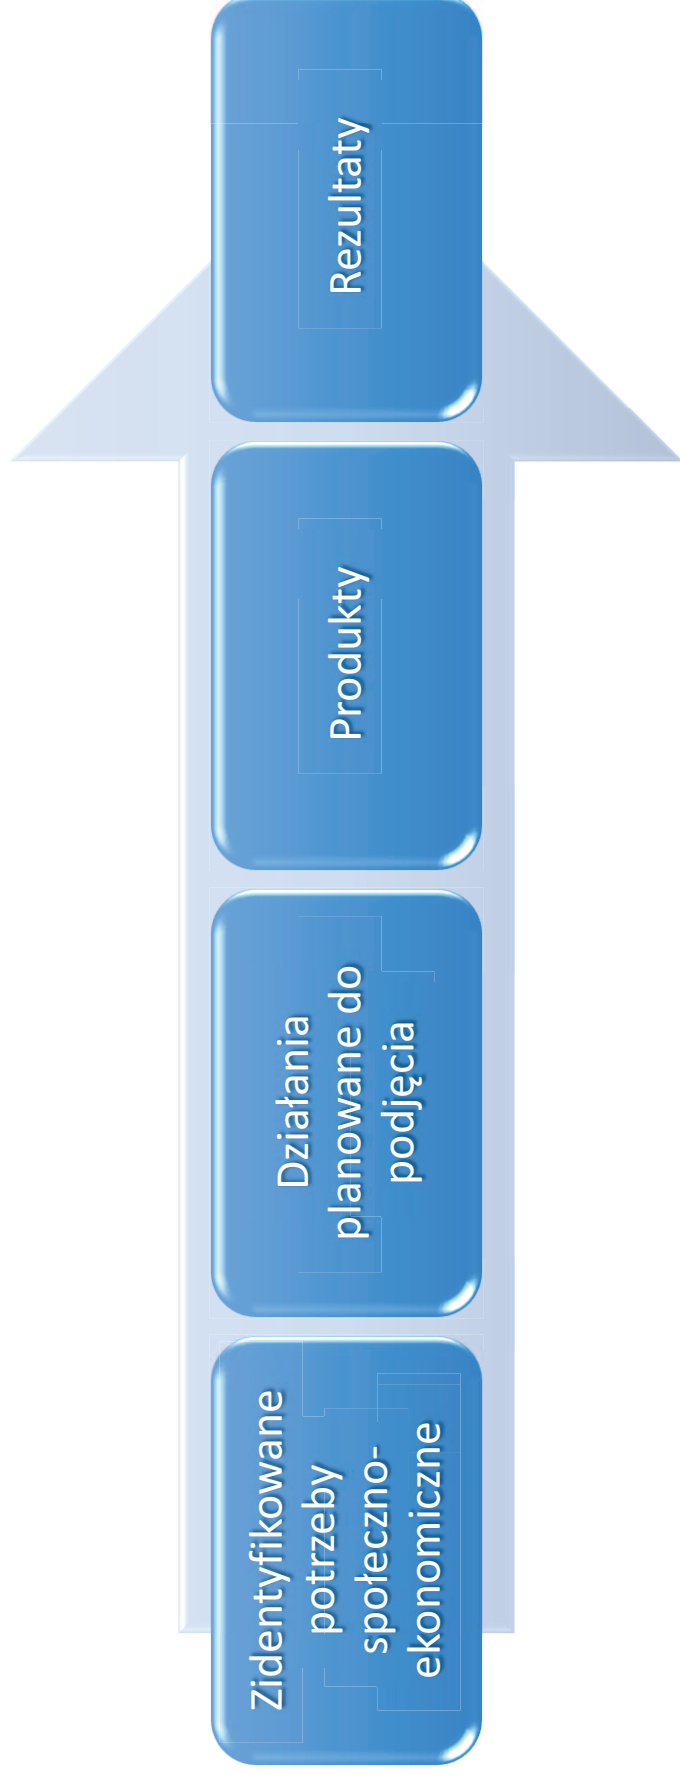 Zidentyfikowane
potrzeby
społeczno-
ekonomiczne
Działania
planowane do
podjęcia
Produkty
Rezultaty